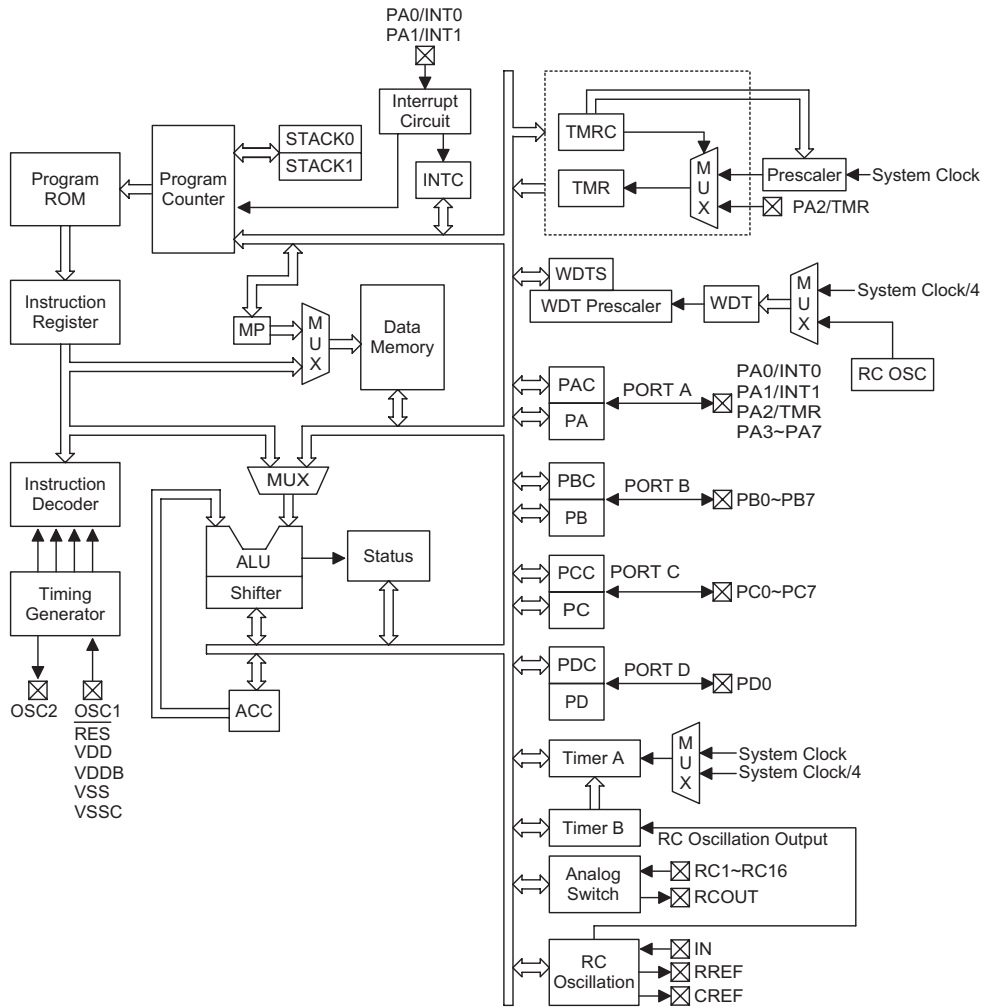 PA0/INT0
PA1/INT1
Interrupt
Circuit
STACK0
STACK1
INTC
Program
ROM
Program
Counter
TMRC
TMR
MUX
Prescaler
System Clock
PA2/TMR
Instruction
Register
MP
MUX
Data
Memory
WDTS
WDT Prescaler
WDT
MUX
System Clock/4
RC OSC
PAC
PA
PORT A
PA0/INT0
PA1/INT1
PA2/TMR
PA3~PA7
Instruction
Decoder
MUX
ALU
Shifter
Status
PBC
PB
PORT B
PB0~PB7
Timing
Generator
PCC
PC
PORT C
PC0~PC7
OSC2
OSC1
RES
VDD
VDDB
VSS
VSSC
ACC
PDC
PD
PORT D
PD0
Timer A
MUX
System Clock
System Clock/4
Timer B
RC Oscillation Output
Analog
Switch
RC1~RC16
RCOUT
RC
Oscillation
IN
RREF
CREF